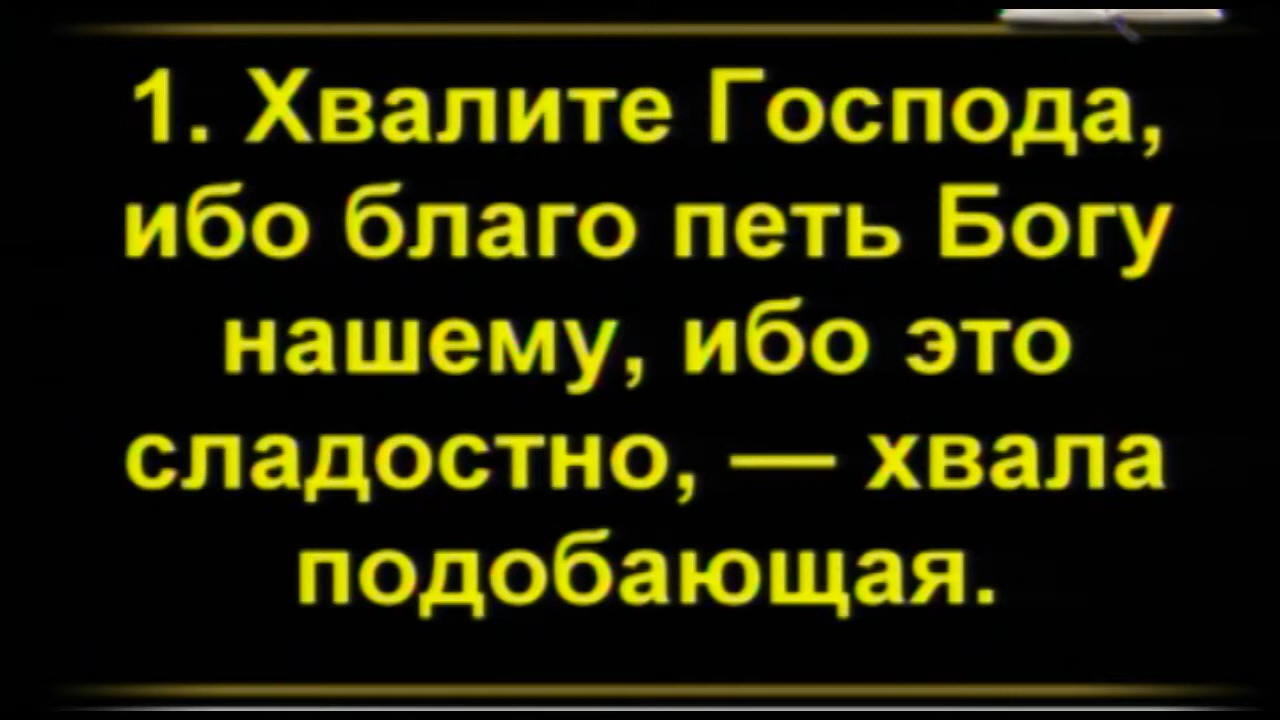 1. Хвалите Господа,
ибо благо петь Богу
нашему, ибо это
сладостно, — хвала
подобающая.